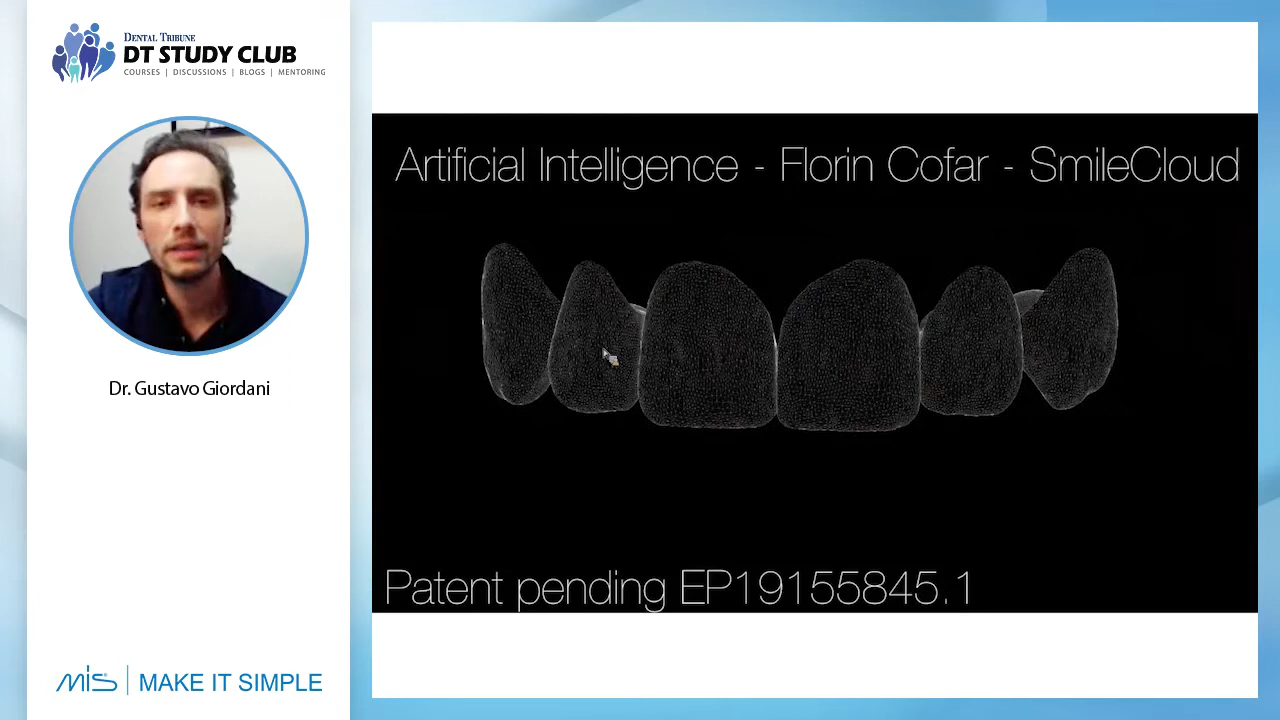 DENTAL TRIBUNE
DT STUDY CLUB
COURSES | DISCUSSIONS | BLOGS | MENTORING
Dr. Gustavo Giordani
mis | MAKE IT SIMPLE
Artificial Intelligence - Florin Cofar - SmileCloud
Patent pending EP19155845.1